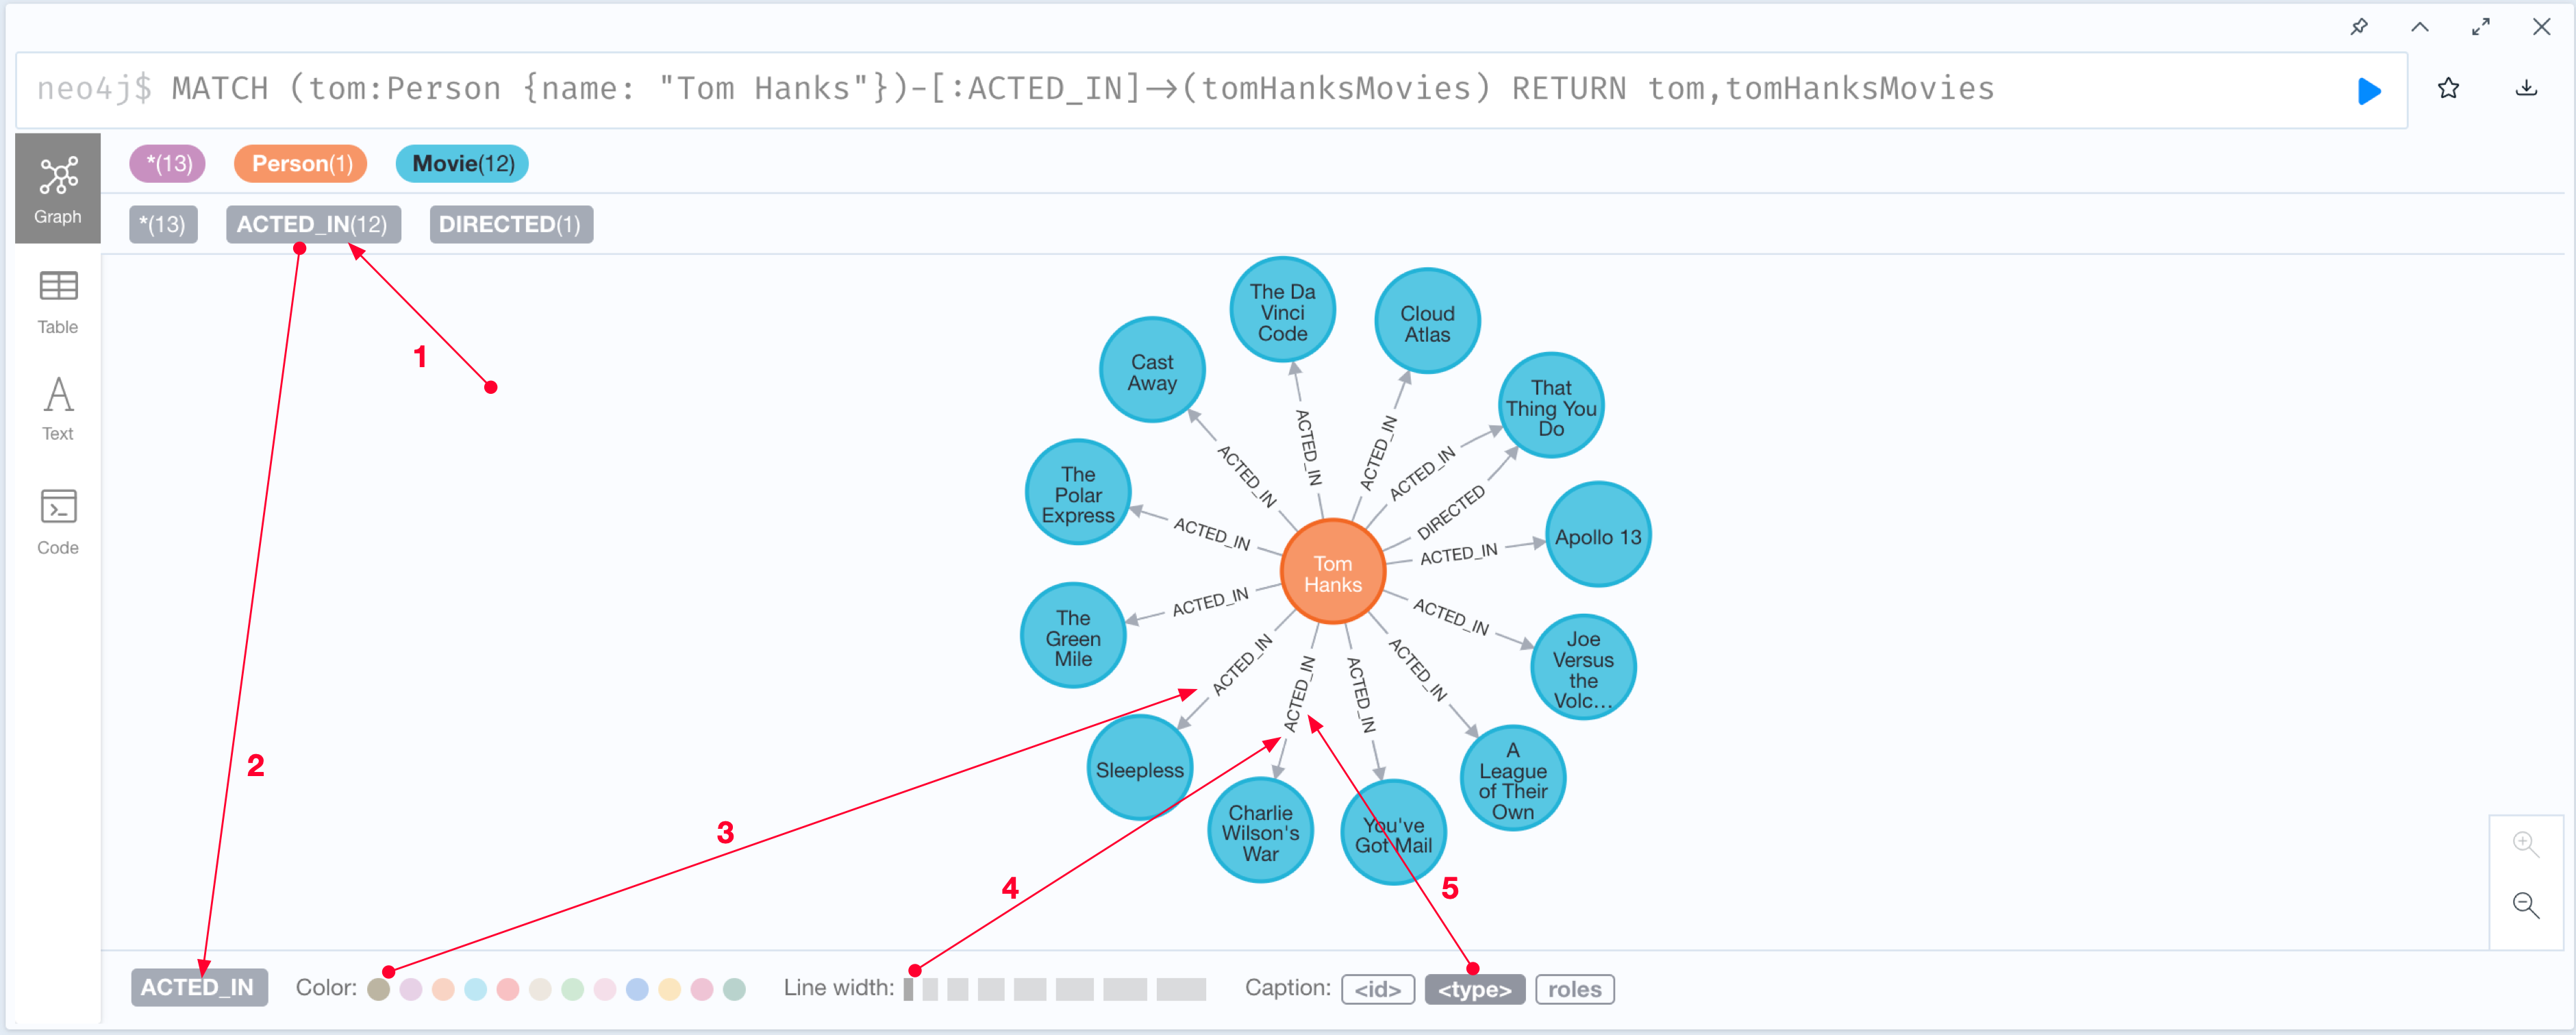 neo4j$ MATCH (tom:Person {name: "Tom Hanks"})-[:ACTED_IN]→(tomHanksMovies) RETURN tom,tomHanksMovies
*(13) Person(1) Movie(12)
*(13) ACTED_IN(12) DIRECTED(1)
Graph
Table
Text
Code
1
2
3
4
5
The Da
Vinci
Code
Cloud
Atlas
Cast
Away
That
Thing You
Do
The
Polar
Express
Apollo 13
Tom
Hanks
The
Green
Mile
Joe
Versus
the
Volc...
Sleepless
A
League
of Their
Own
Charlie
Wilson's
War
You've
Got Mail
ACTED_IN
ACTED_IN
ACTED_IN
ACTED_IN
DIRECTED
ACTED_IN
ACTED_IN
ACTED_IN
ACTED_IN
ACTED_IN
ACTED_IN
ACTED_IN
ACTED_IN
ACTED_IN Color: Line width: Caption: <id> <type> roles